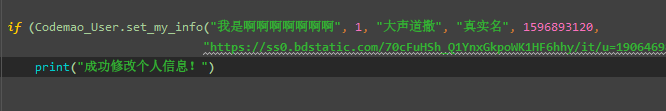 if (Codemao_User.set_my_info("我是啊啊啊啊啊啊啊", 1, "大声道撒", "真实名", 1596893120,
"https://ss0.bdstatic.com/70cFuHSh_Q1YnxGkpoWK1HF6hhy/it/u=1906469
print("成功修改个人信息！")